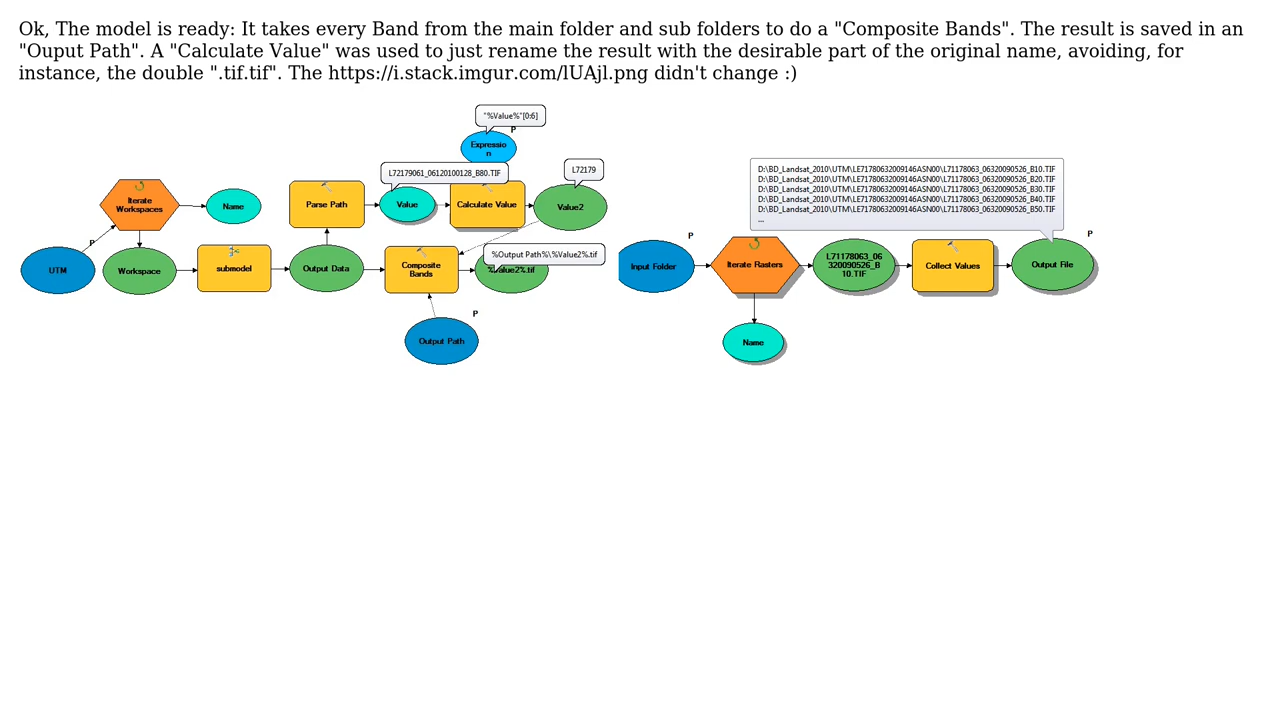 Ok, The model is ready: It takes every Band from the main folder and sub folders to do a "Composite Bands". The result is saved in an
"Ouput Path". A "Calculate Value" was used to just rename the result with the desirable part of the original name, avoiding, for
instance, the double ".tif.tif". The https://i.stack.imgur.com/lUAjl.png didn't change :)
"%Value%"[0:6]
P
Expressio
n
L72179061_06120100128_B80.TIF
L72179
Iterate
Workspaces
Name
Parse Path
Value
Calculate Value
Value2
P
UTM
Workspace
submodel
Output Data
Composite
Bands
%Output Path%\%Value2%.tif
%Value2%.tif
P
Output Path
D:\BD_Landsat_2010\UTM\LE71780632009146ASN00\L71178063_06320090526_B10.TIF
D:\BD_Landsat_2010\UTM\LE71780632009146ASN00\L71178063_06320090526_B20.TIF
D:\BD_Landsat_2010\UTM\LE71780632009146ASN00\L71178063_06320090526_B30.TIF
D:\BD_Landsat_2010\UTM\LE71780632009146ASN00\L71178063_06320090526_B40.TIF
D:\BD_Landsat_2010\UTM\LE71780632009146ASN00\L71178063_06320090526_B50.TIF
...
P
P
Input Folder
Iterate Rasters
L71178063_06
320090526_B
10.TIF
Collect Values
Output File
Name